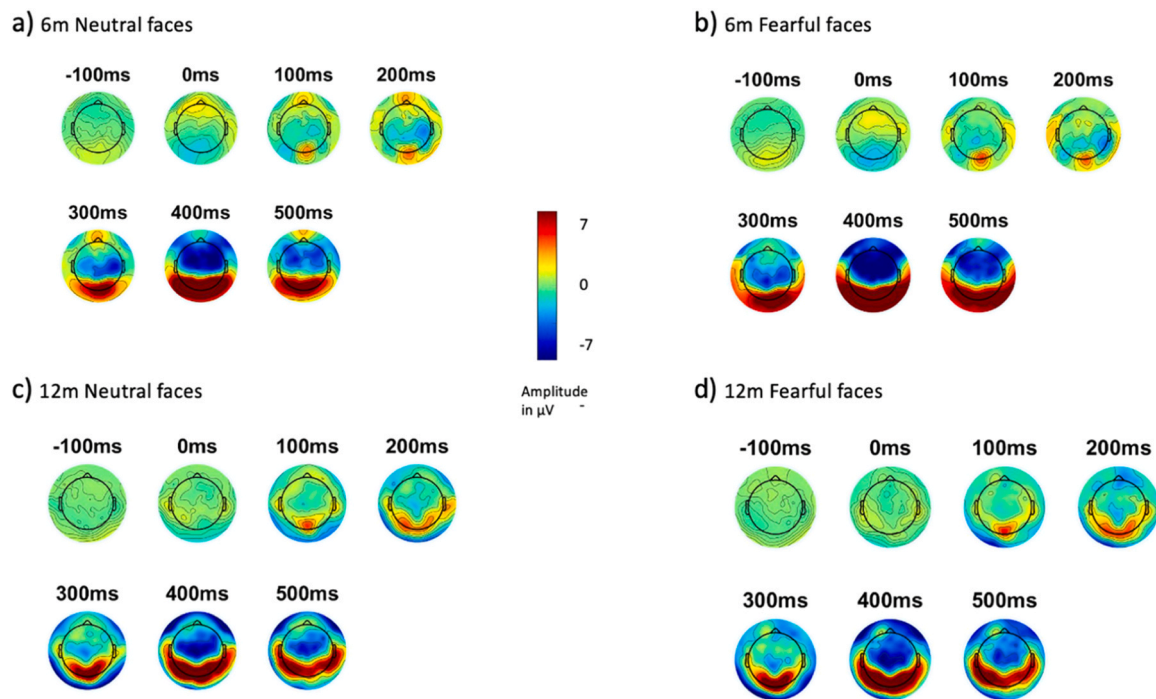 a) 6m Neutral faces
-100ms 0ms 100ms 200ms
300ms 400ms 500ms
b) 6m Fearful faces
-100ms 0ms 100ms 200ms
300ms 400ms 500ms
7
0
-7
Amplitude
in μV -
c) 12m Neutral faces
-100ms 0ms 100ms 200ms
300ms 400ms 500ms
d) 12m Fearful faces
-100ms 0ms 100ms 200ms
300ms 400ms 500ms